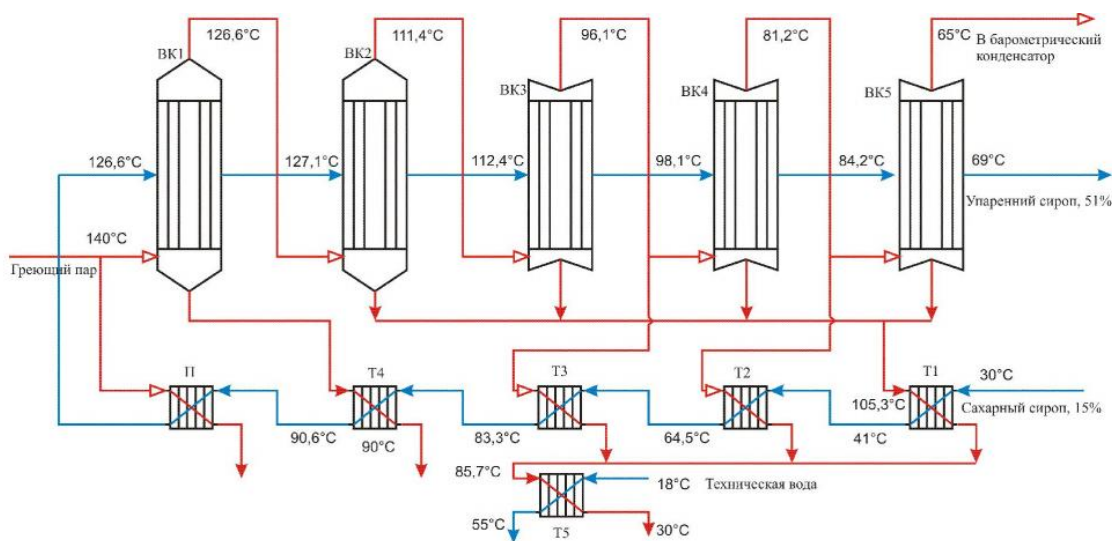 126,6°C
111,4°C
96,1°C
81,2°C
65°C
В барометрический
конденсатор
ВК1
ВК2
ВК3
ВК4
ВК5
126,6°C
127,1°C
112,4°C
98,1°C
84,2°C
69°C
Упаренний сироп, 51%
140°C
Греющий пар
П
Т4
Т3
Т2
Т1
30°C
105,3°C
Сахарный сироп, 15%
90,6°C
90°C
83,3°C
64,5°C
41°C
85,7°C
18°C
Техническая вода
55°C
Т5
30°C